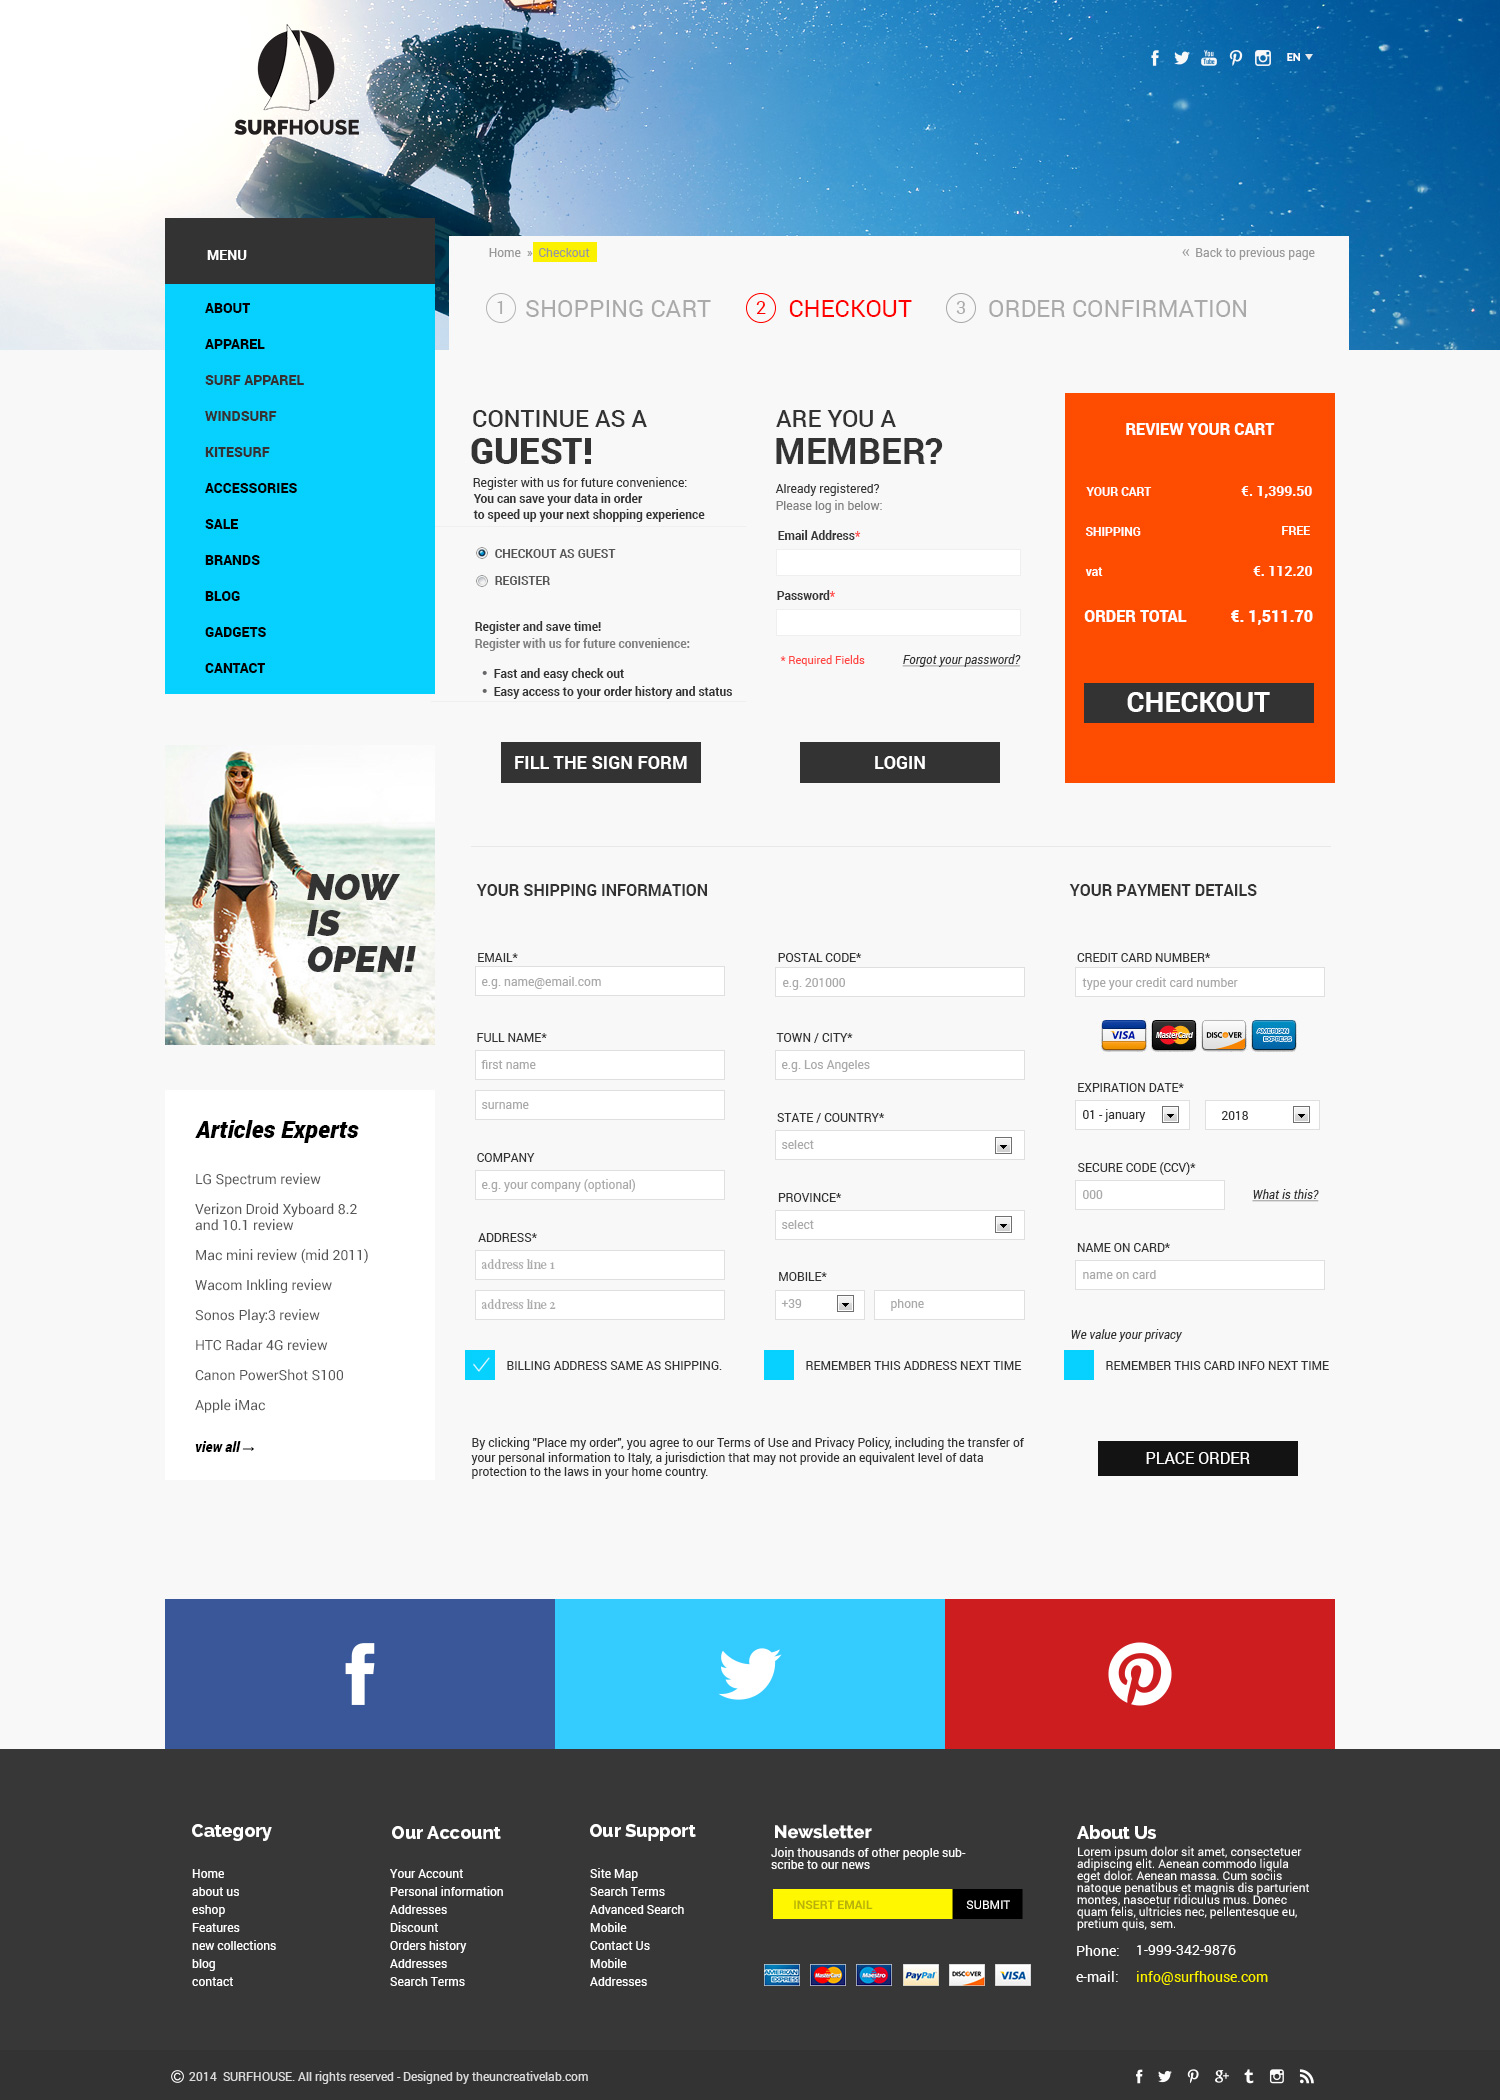 SURFHOUSE
EN
MENU
ABOUT
APPAREL
SURF APPAREL
WINDSURF
KITESURF
ACCESSORIES
SALE
BRANDS
BLOG
GADGETS
CANTACT
Home » Checkout
« Back to previous page
1 SHOPPING CART
2 CHECKOUT
3 ORDER CONFIRMATION
CONTINUE AS A
GUEST!
Register with us for future convenience:
You can save your data in order
to speed up your next shopping experience
CHECKOUT AS GUEST
REGISTER
Register and save time!
Register with us for future convenience:
• Fast and easy check out
• Easy access to your order history and status
FILL THE SIGN FORM
ARE YOU A
MEMBER?
Already registered?
Please log in below:
Email Address*
Password*
* Required Fields
Forgot your password?
LOGIN
REVIEW YOUR CART
YOUR CART €. 1,399.50
SHIPPING FREE
vat €. 112.20
ORDER TOTAL €. 1,511.70
CHECKOUT
NOW
IS
OPEN!
Articles Experts
LG Spectrum review
Verizon Droid Xyboard 8.2
and 10.1 review
Mac mini review (mid 2011)
Wacom Inkling review
Sonos Play:3 review
HTC Radar 4G review
Canon PowerShot S100
Apple iMac
view all→
YOUR SHIPPING INFORMATION
EMAIL*
e.g. name@email.com
FULL NAME*
first name
surname
COMPANY
e.g. your company (optional)
ADDRESS*
address line 1
address line 2
BILLING ADDRESS SAME AS SHIPPING.
POSTAL CODE*
e.g. 201000
TOWN / CITY*
e.g. Los Angeles
STATE / COUNTRY*
select
PROVINCE*
select
MOBILE*
+39 phone
REMEMBER THIS ADDRESS NEXT TIME
YOUR PAYMENT DETAILS
CREDIT CARD NUMBER*
type your credit card number
VISA MasterCard DISCOVER AMERICAN EXPRESS
EXPIRATION DATE*
01 - january 2018
SECURE CODE (CCV)*
000 What is this?
NAME ON CARD*
name on card
We value your privacy
REMEMBER THIS CARD INFO NEXT TIME
By clicking "Place my order", you agree to our Terms of Use and Privacy Policy, including the transfer of
your personal information to Italy, a jurisdiction that may not provide an equivalent level of data
protection to the laws in your home country.
PLACE ORDER
Category
Home
about us
eshop
Features
new collections
blog
contact
Our Account
Your Account
Personal information
Addresses
Discount
Orders history
Addresses
Search Terms
Our Support
Site Map
Search Terms
Advanced Search
Mobile
Contact Us
Mobile
Addresses
Newsletter
Join thousands of other people sub-
scribe to our news
INSERT EMAIL SUBMIT
AMERICAN EXPRESS MasterCard Maestro PayPal DISCOVER VISA
About Us
Lorem ipsum dolor sit amet, consectetuer
adipiscing elit. Aenean commodo ligula
eget dolor. Aenean massa. Cum sociis
natoque penatibus et magnis dis parturient
montes, nascetur ridiculus mus. Donec
quam felis, ultricies nec, pellentesque eu,
pretium quis, sem.
Phone: 1-999-342-9876
e-mail: info@surfhouse.com
© 2014 SURFHOUSE. All rights reserved - Designed by theuncreativelab.com